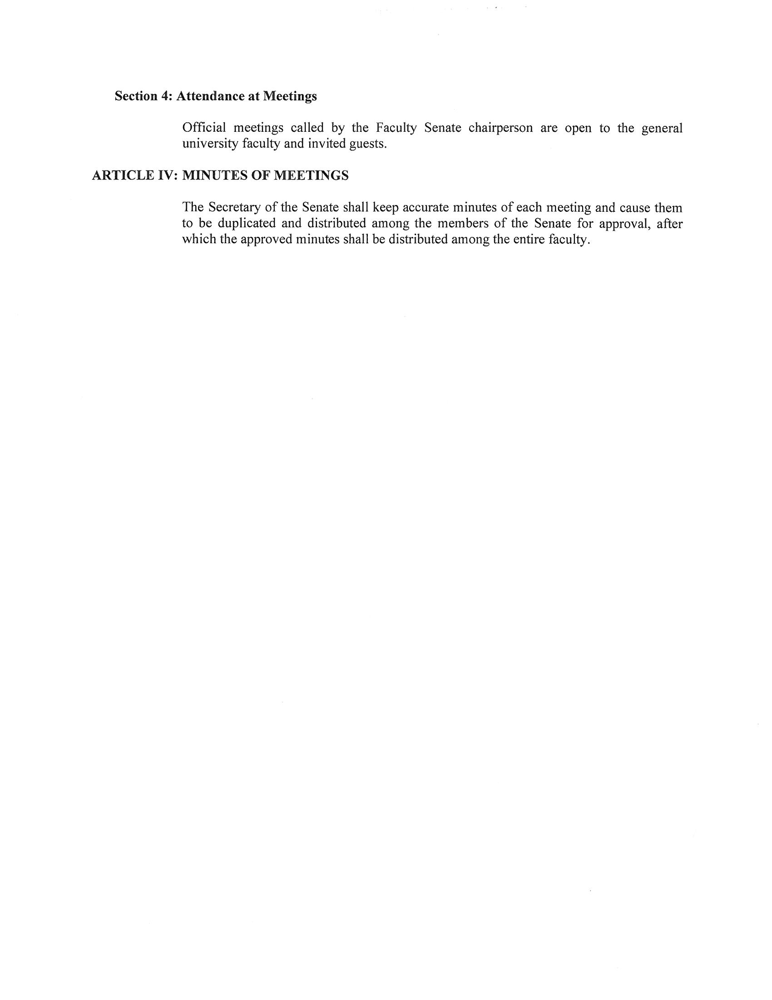 Section 4: Attendance at Meetings
Official meetings called by the Faculty Senate chairperson are open to the general
university faculty and invited guests.
ARTICLE IV: MINUTES OF MEETINGS
The Secretary of the Senate shall keep accurate minutes of each meeting and cause them
to be duplicated and distributed among the members of the Senate for approval, after
which the approved minutes shall be distributed among the entire faculty.